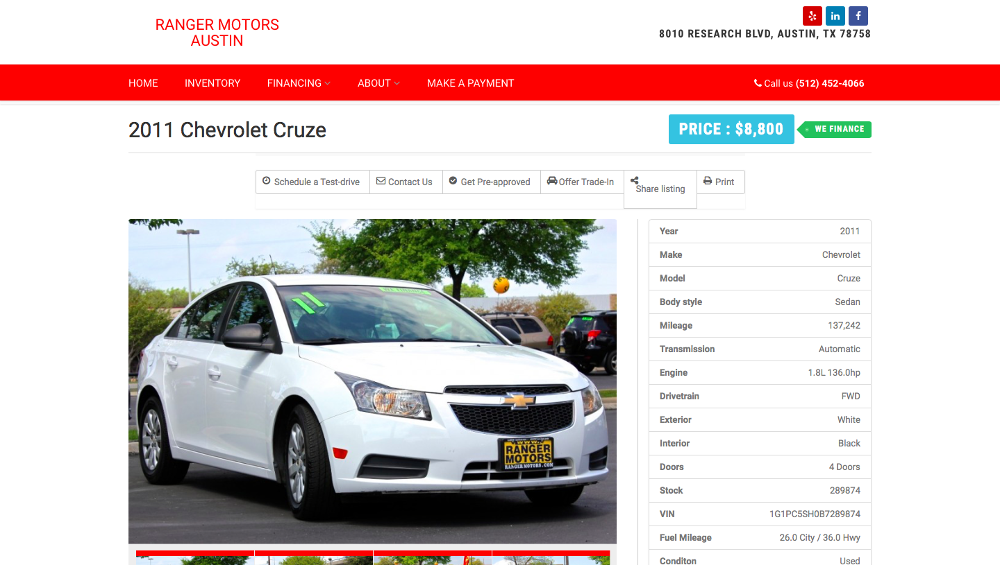 RANGER MOTORS
AUSTIN
8010 RESEARCH BLVD, AUSTIN, TX 78758
HOME INVENTORY FINANCING ABOUT MAKE A PAYMENT Call us (512) 452-4066
2011 Chevrolet Cruze PRICE : $8,800 WE FINANCE
Schedule a Test-drive Contact Us Get Pre-approved Offer Trade-In Share listing Print
11
WE FINANCE
RANGER
MOTORS
RANGERMOTORS.COM
Year 2011
Make Chevrolet
Model Cruze
Body style Sedan
Mileage 137,242
Transmission Automatic
Engine 1.8L 136.0hp
Drivetrain FWD
Exterior White
Interior Black
Doors 4 Doors
Stock 289874
VIN 1G1PC5SH0B7289874
Fuel Mileage 26.0 City / 36.0 Hwy
Conditon Used